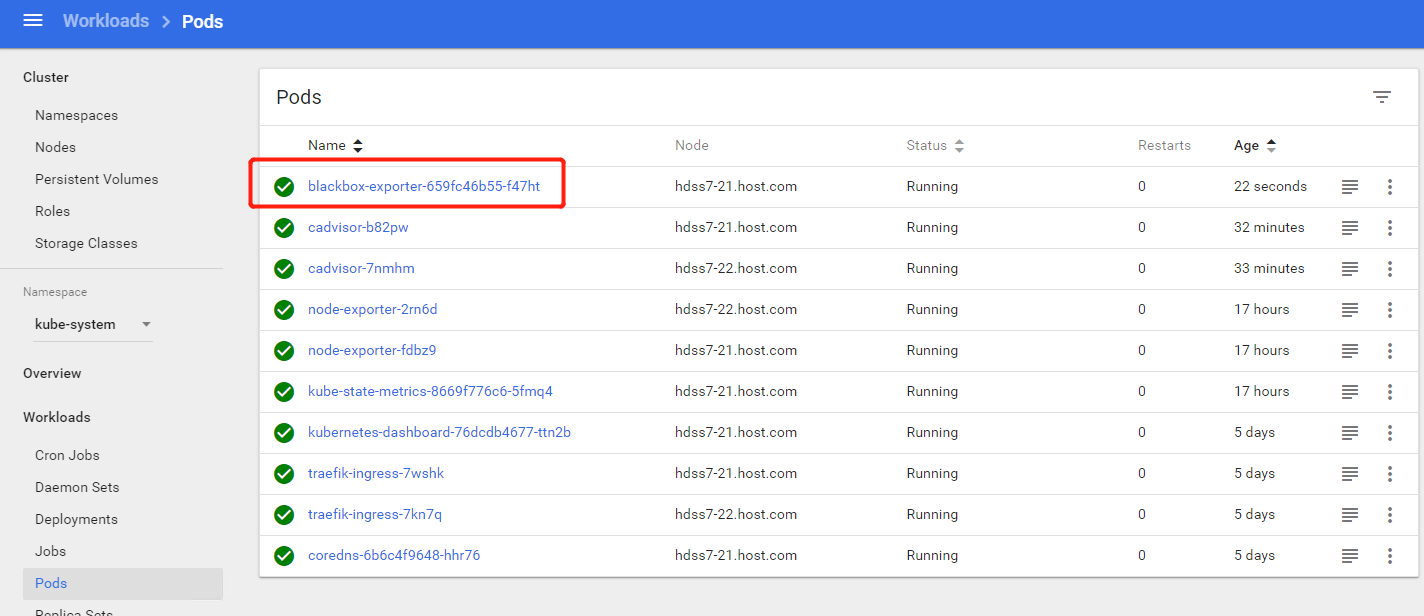 Workloads > Pods
Cluster
Namespaces
Nodes
Persistent Volumes
Roles
Storage Classes
Namespace
kube-system
Overview
Workloads
Cron Jobs
Daemon Sets
Deployments
Jobs
Pods
Replica Sets
Pods
Name Node Status Restarts Age
blackbox-exporter-659fc46b55-f47ht hdss7-21.host.com Running 0 22 seconds
cadvisor-b82pw hdss7-21.host.com Running 0 32 minutes
cadvisor-7nmhm hdss7-22.host.com Running 0 33 minutes
node-exporter-2rn6d hdss7-22.host.com Running 0 17 hours
node-exporter-fdbz9 hdss7-21.host.com Running 0 17 hours
kube-state-metrics-8669f776c6-5fmq4 hdss7-21.host.com Running 0 17 hours
kubernetes-dashboard-76dcdb4677-ttn2b hdss7-21.host.com Running 0 5 days
traefik-ingress-7wshk hdss7-21.host.com Running 0 5 days
traefik-ingress-7kn7q hdss7-22.host.com Running 0 5 days
coredns-6b6c4f9648-hhr76 hdss7-21.host.com Running 0 5 days